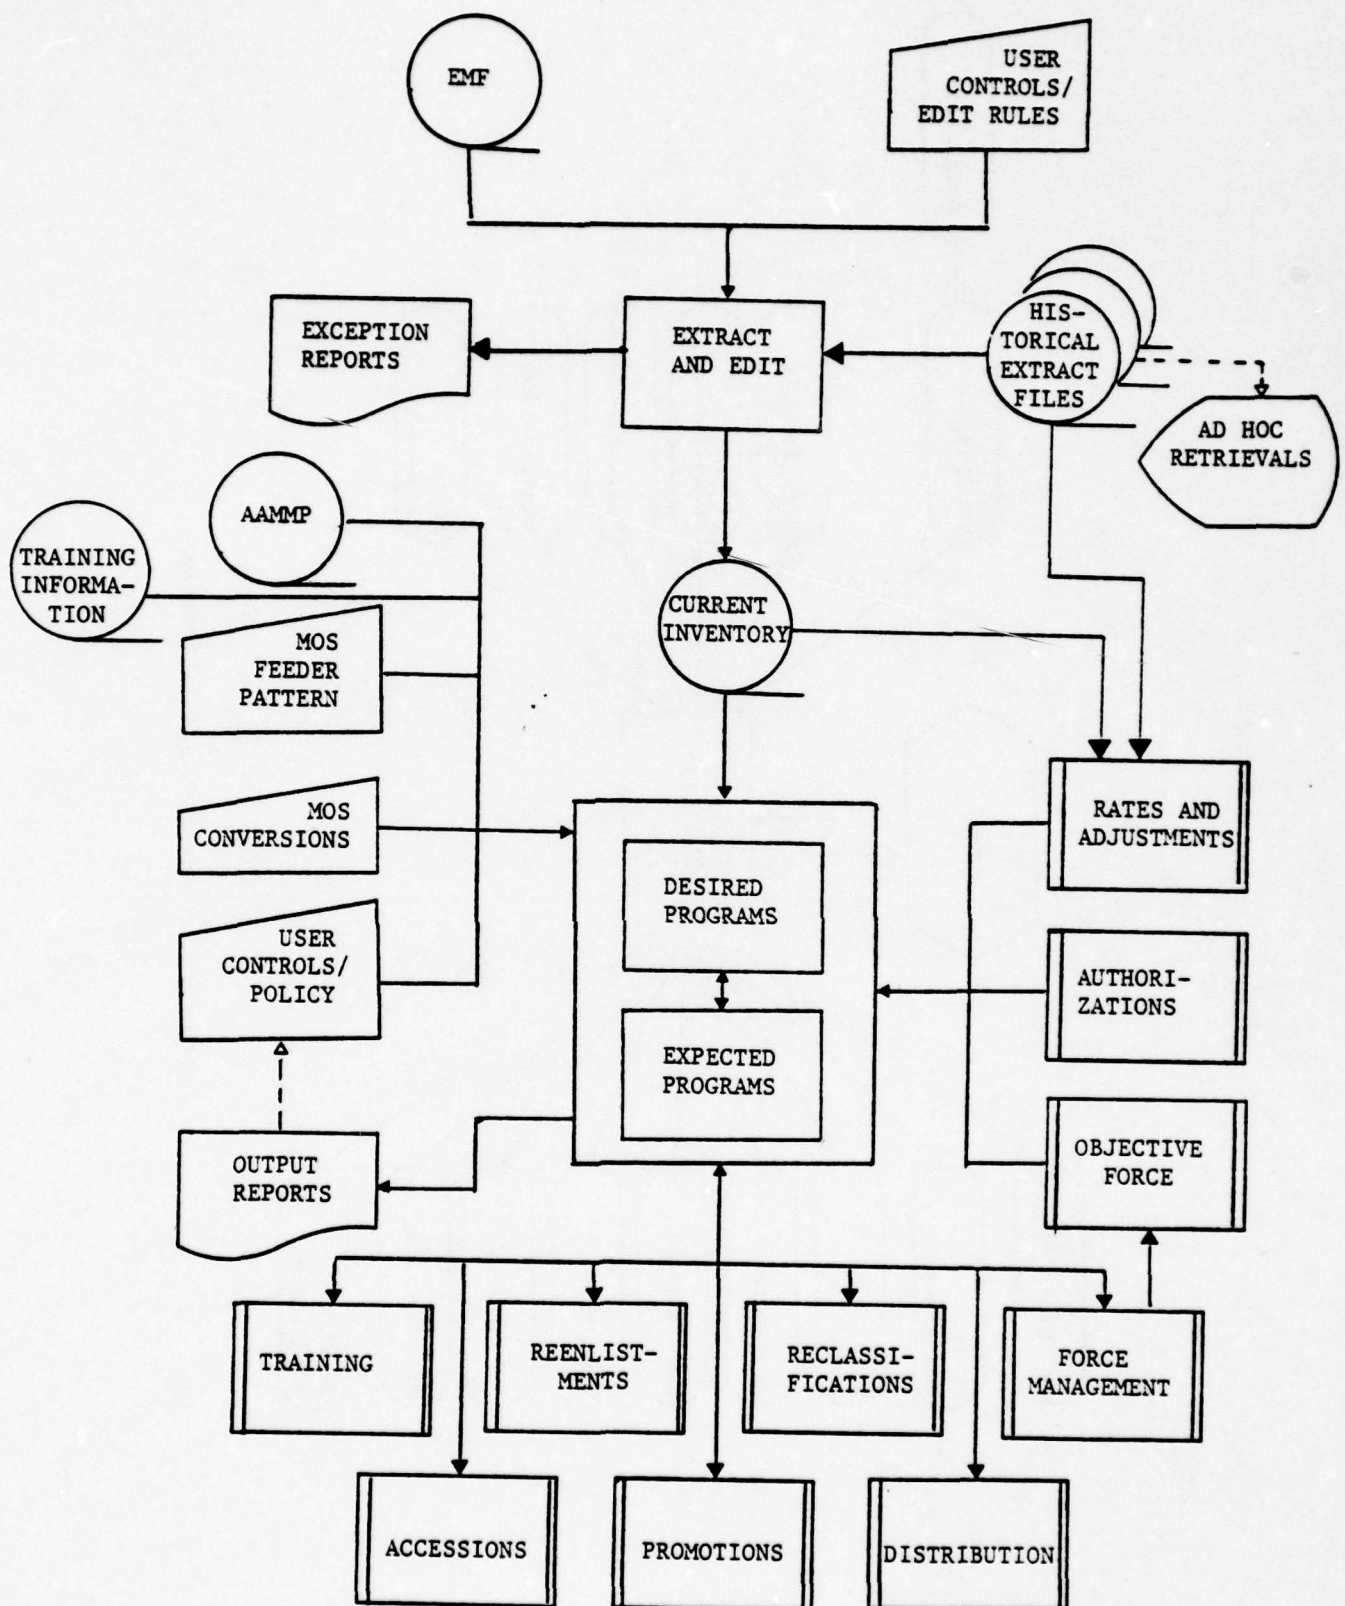 EMF
USER
CONTROLS/
EDIT RULES
EXCEPTION
REPORTS
EXTRACT
AND EDIT
HIS-
TORICAL
EXTRACT
FILES
AD HOC
RETRIEVALS
AAMMP
TRAINING
INFORMA-
TION
MOS
FEEDER
PATTERN
CURRENT
INVENTORY
MOS
CONVERSIONS
RATES AND
ADJUSTMENTS
DESIRED
PROGRAMS
USER
CONTROLS/
POLICY
AUTHORI-
ZATIONS
EXPECTED
PROGRAMS
OUTPUT
REPORTS
OBJECTIVE
FORCE
TRAINING
REENLIST-
MENTS
RECLASSI-
FICATIONS
FORCE
MANAGEMENT
ACCESSIONS
PROMOTIONS
DISTRIBUTION